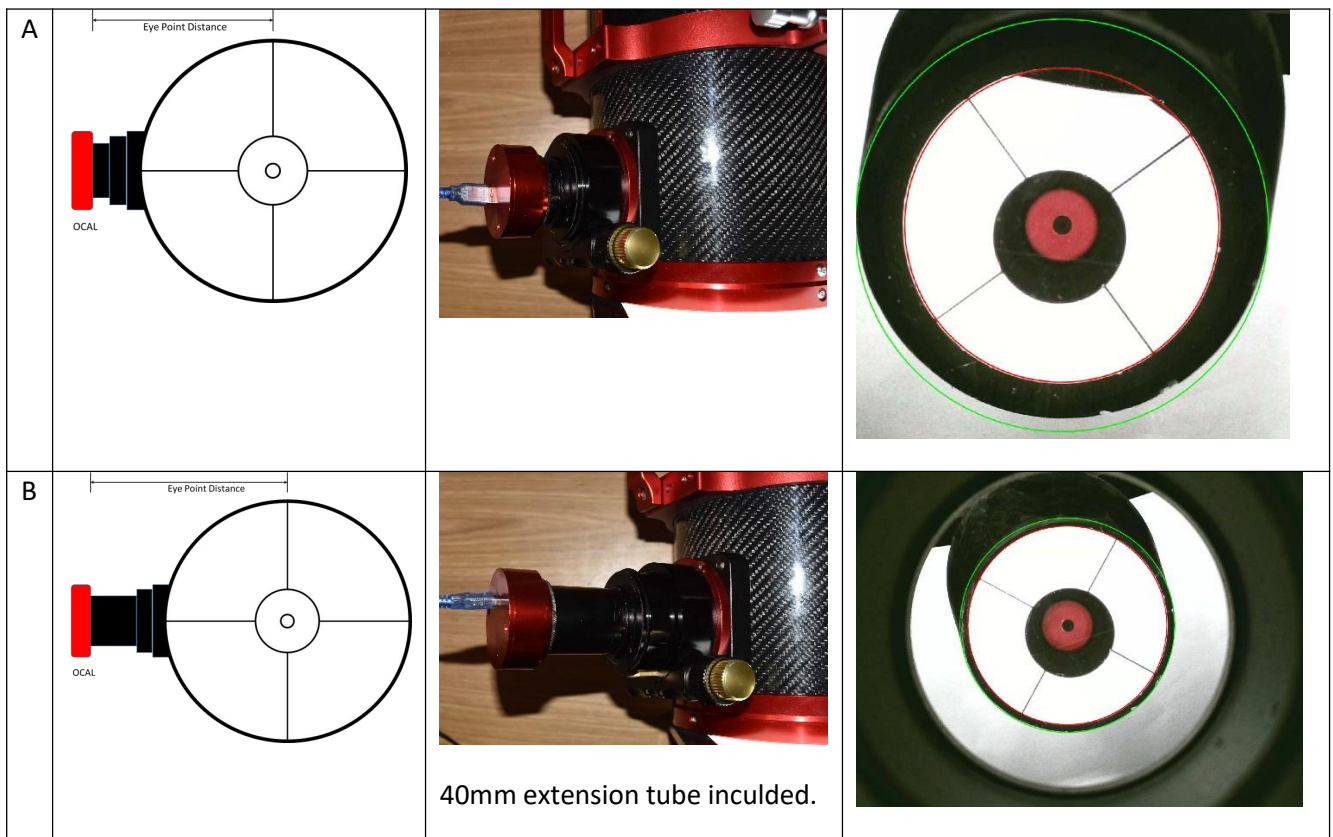 A
Eye Point Distance
OCAL
B
Eye Point Distance
OCAL
40mm extension tube inculded.